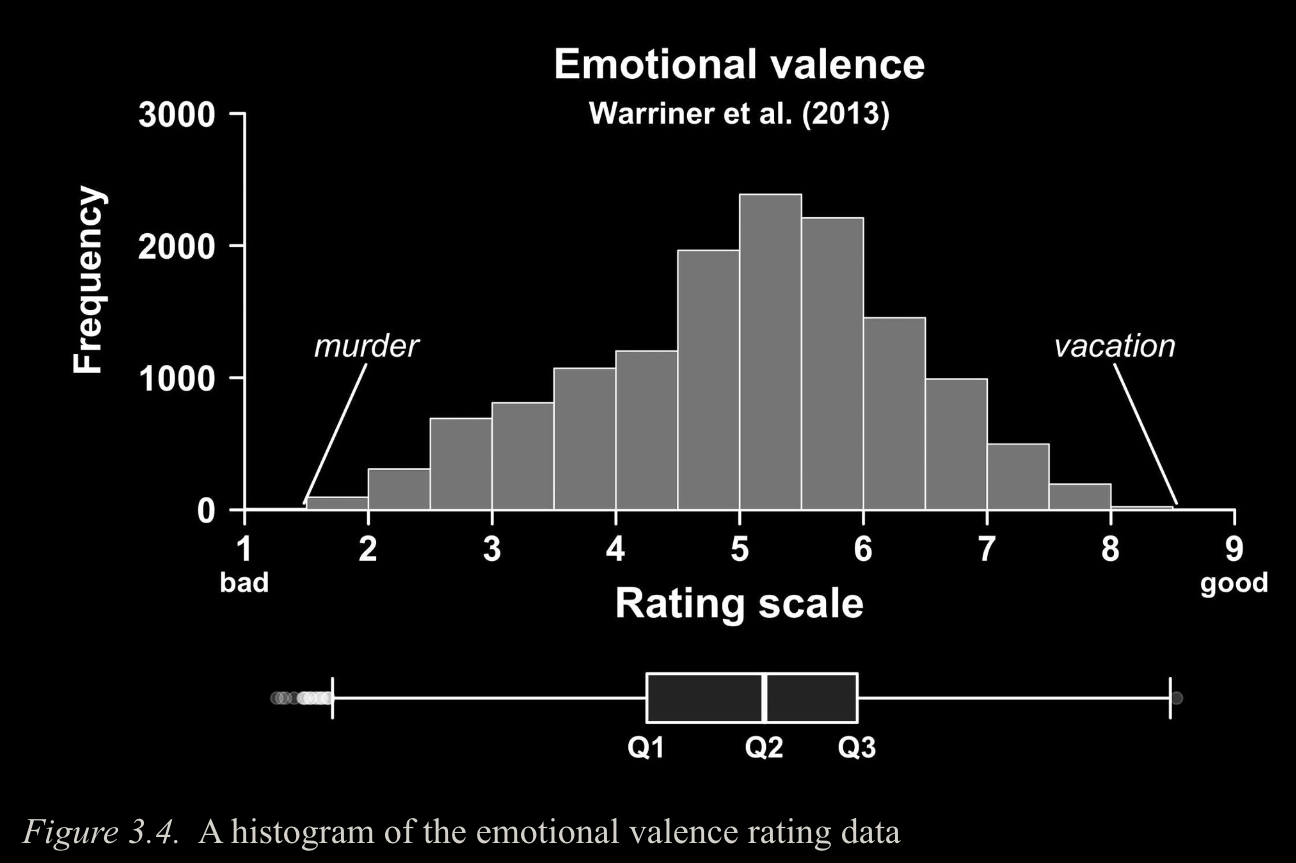 Emotional valence
Warriner et al. (2013)
3000
2000
1000
0
Frequency
murder
vacation
1 2 3 4 5 6 7 8 9
bad good
Rating scale
Q1 Q2 Q3
Figure 3.4. A histogram of the emotional valence rating data